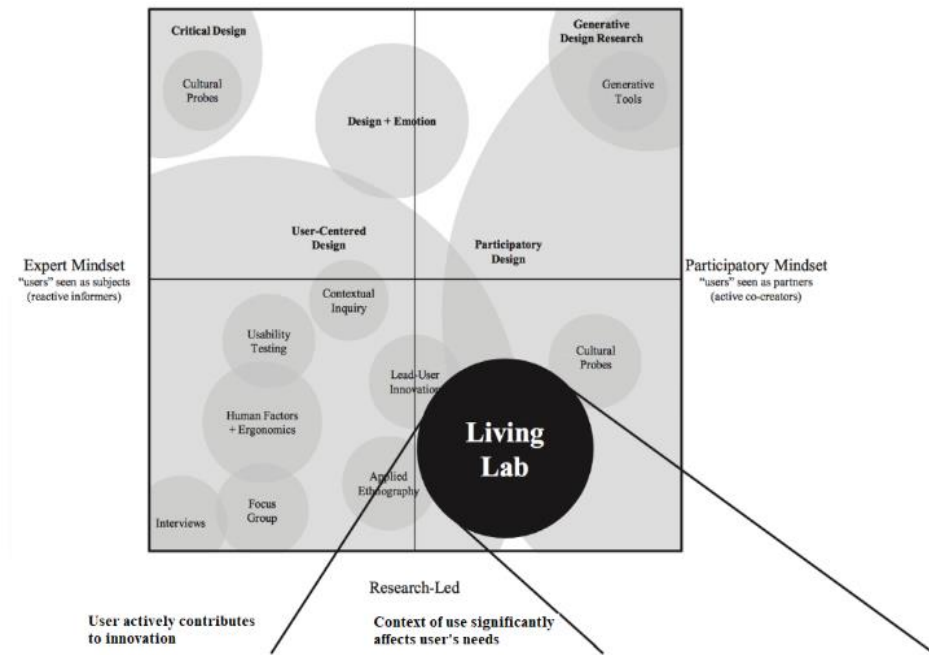 Critical Design
Cultural
Probes
Design + Emotion
Generative
Design Research
Generative
Tools
User-Centered
Design
Participatory
Design
Expert Mindset
"users" seen as subjects
(reactive informers)
Participatory Mindset
"users" seen as partners
(active co-creators)
Contextual
Inquiry
Usability
Testing
Lead-User
Innovation
Cultural
Probes
Human Factors
+ Ergonomics
Living
Lab
Applied
Ethnography
Interviews
Focus
Group
Research-Led
User actively contributes
to innovation
Context of use significantly
affects user's needs